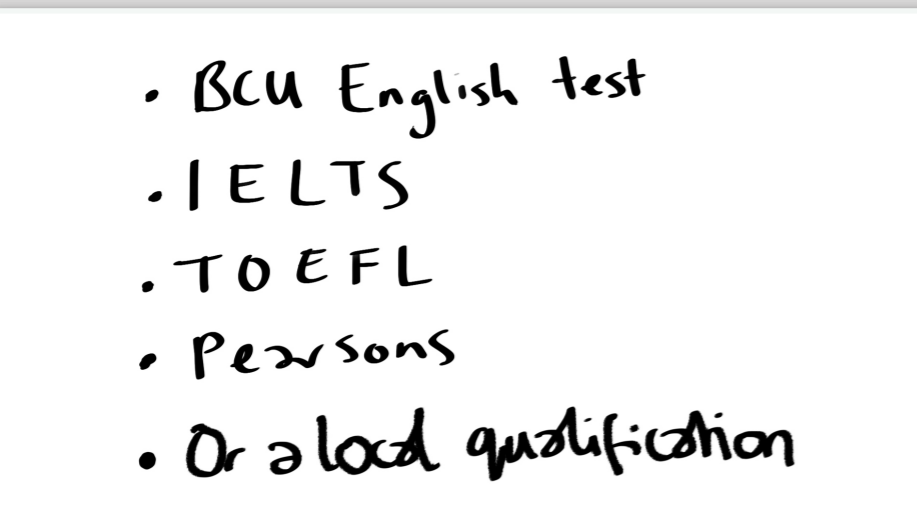 • BCU English test
• IELTS
• TOEFL
• Pearsons
• Or a local qualification